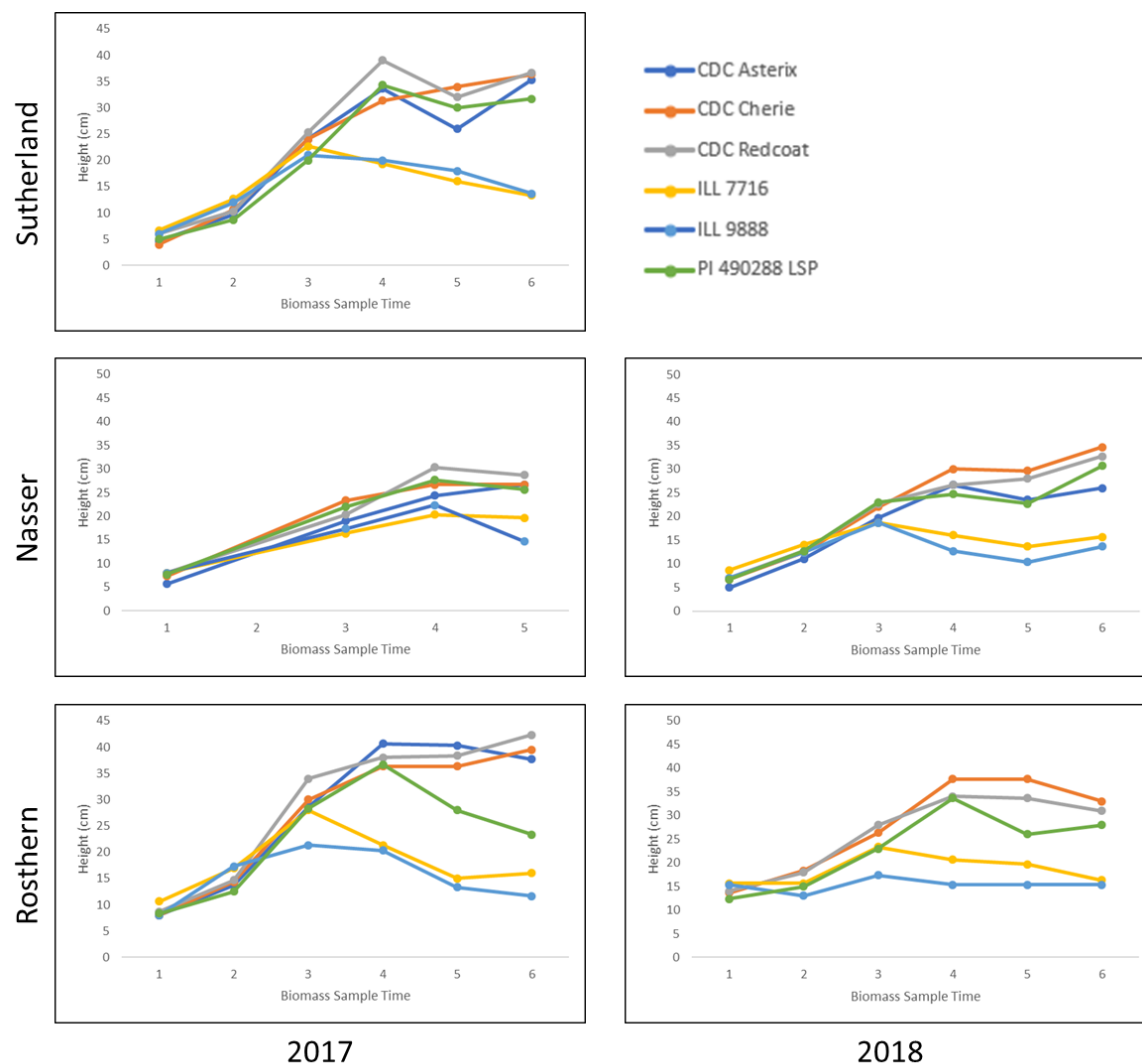 Sutherland
Height (cm)
45
40
35
30
25
20
15
10
5
0
1 2 3 4 5 6
Biomass Sample Time
CDC Asterix
CDC Cherie
CDC Redcoat
ILL 7716
ILL 9888
PI 490288 LSP
Nasser
Height (cm)
50
45
40
35
30
25
20
15
10
5
0
1 2 3 4 5
Biomass Sample Time
Height (cm)
50
45
40
35
30
25
20
15
10
5
0
1 2 3 4 5 6
Biomass Sample Time
Rosthern
Height (cm)
45
40
35
30
25
20
15
10
5
0
1 2 3 4 5 6
Biomass Sample Time
Height (cm)
50
45
40
35
30
25
20
15
10
5
0
1 2 3 4 5 6
Biomass Sample Time
2017
2018